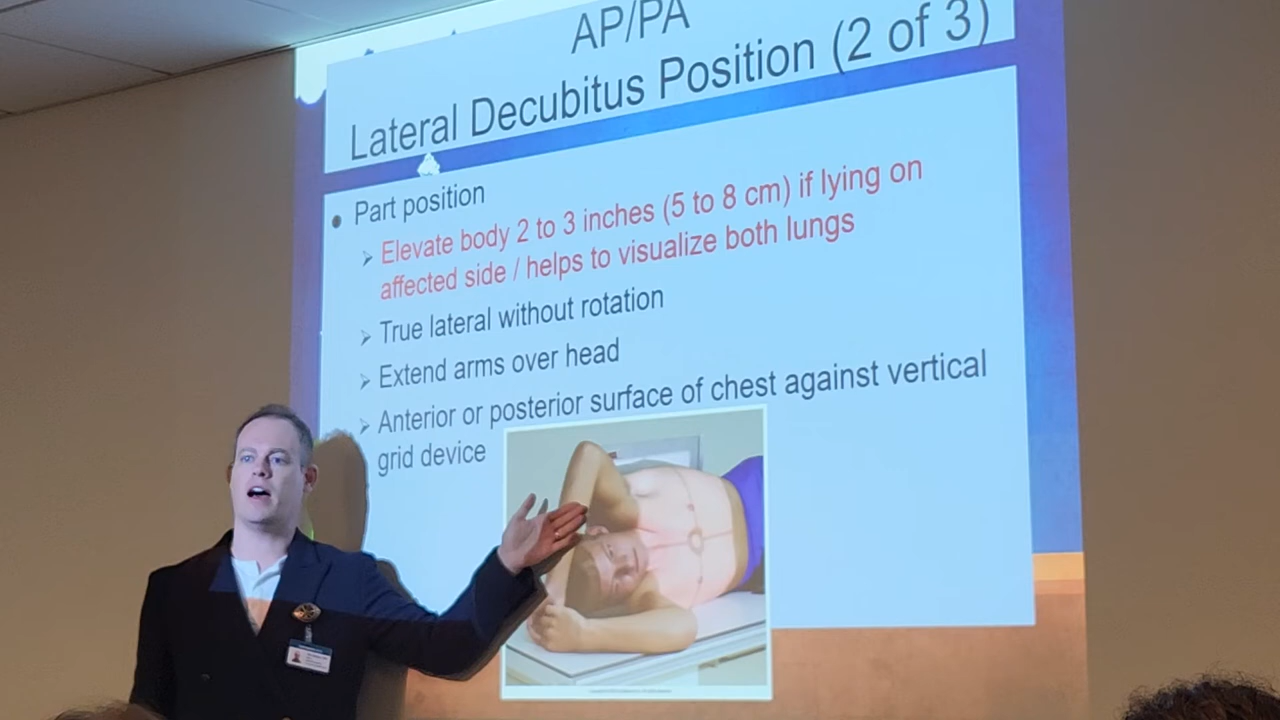 AP/PA
Lateral Decubitus Position (2 of 3)
Part position
Elevate body 2 to 3 inches (5 to 8 cm) if lying on
affected side / helps to visualize both lungs
True lateral without rotation
Extend arms over head
Anterior or posterior surface of chest against vertical
grid device